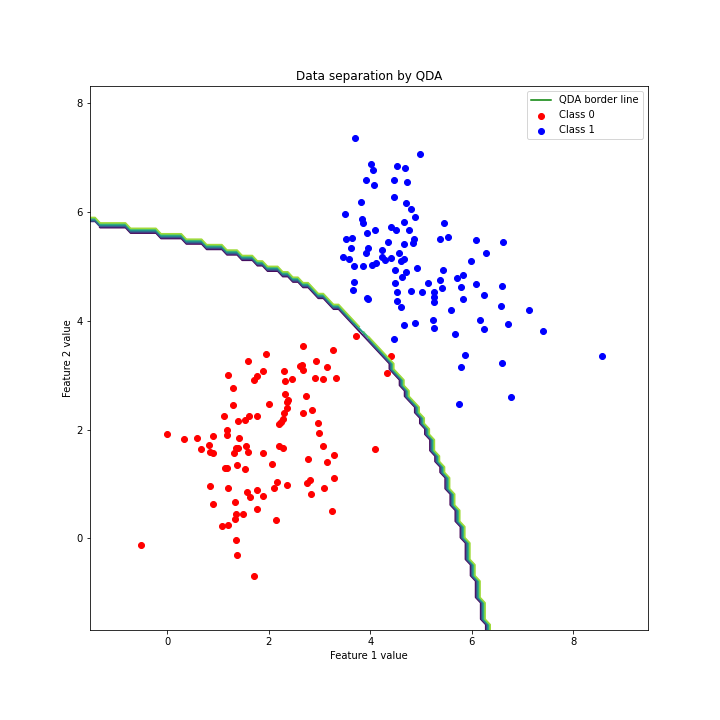 Data separation by QDA
QDA border line
Class 0
Class 1
8
6
4
2
0
Feature 2 value
0 2 4 6 8
Feature 1 value